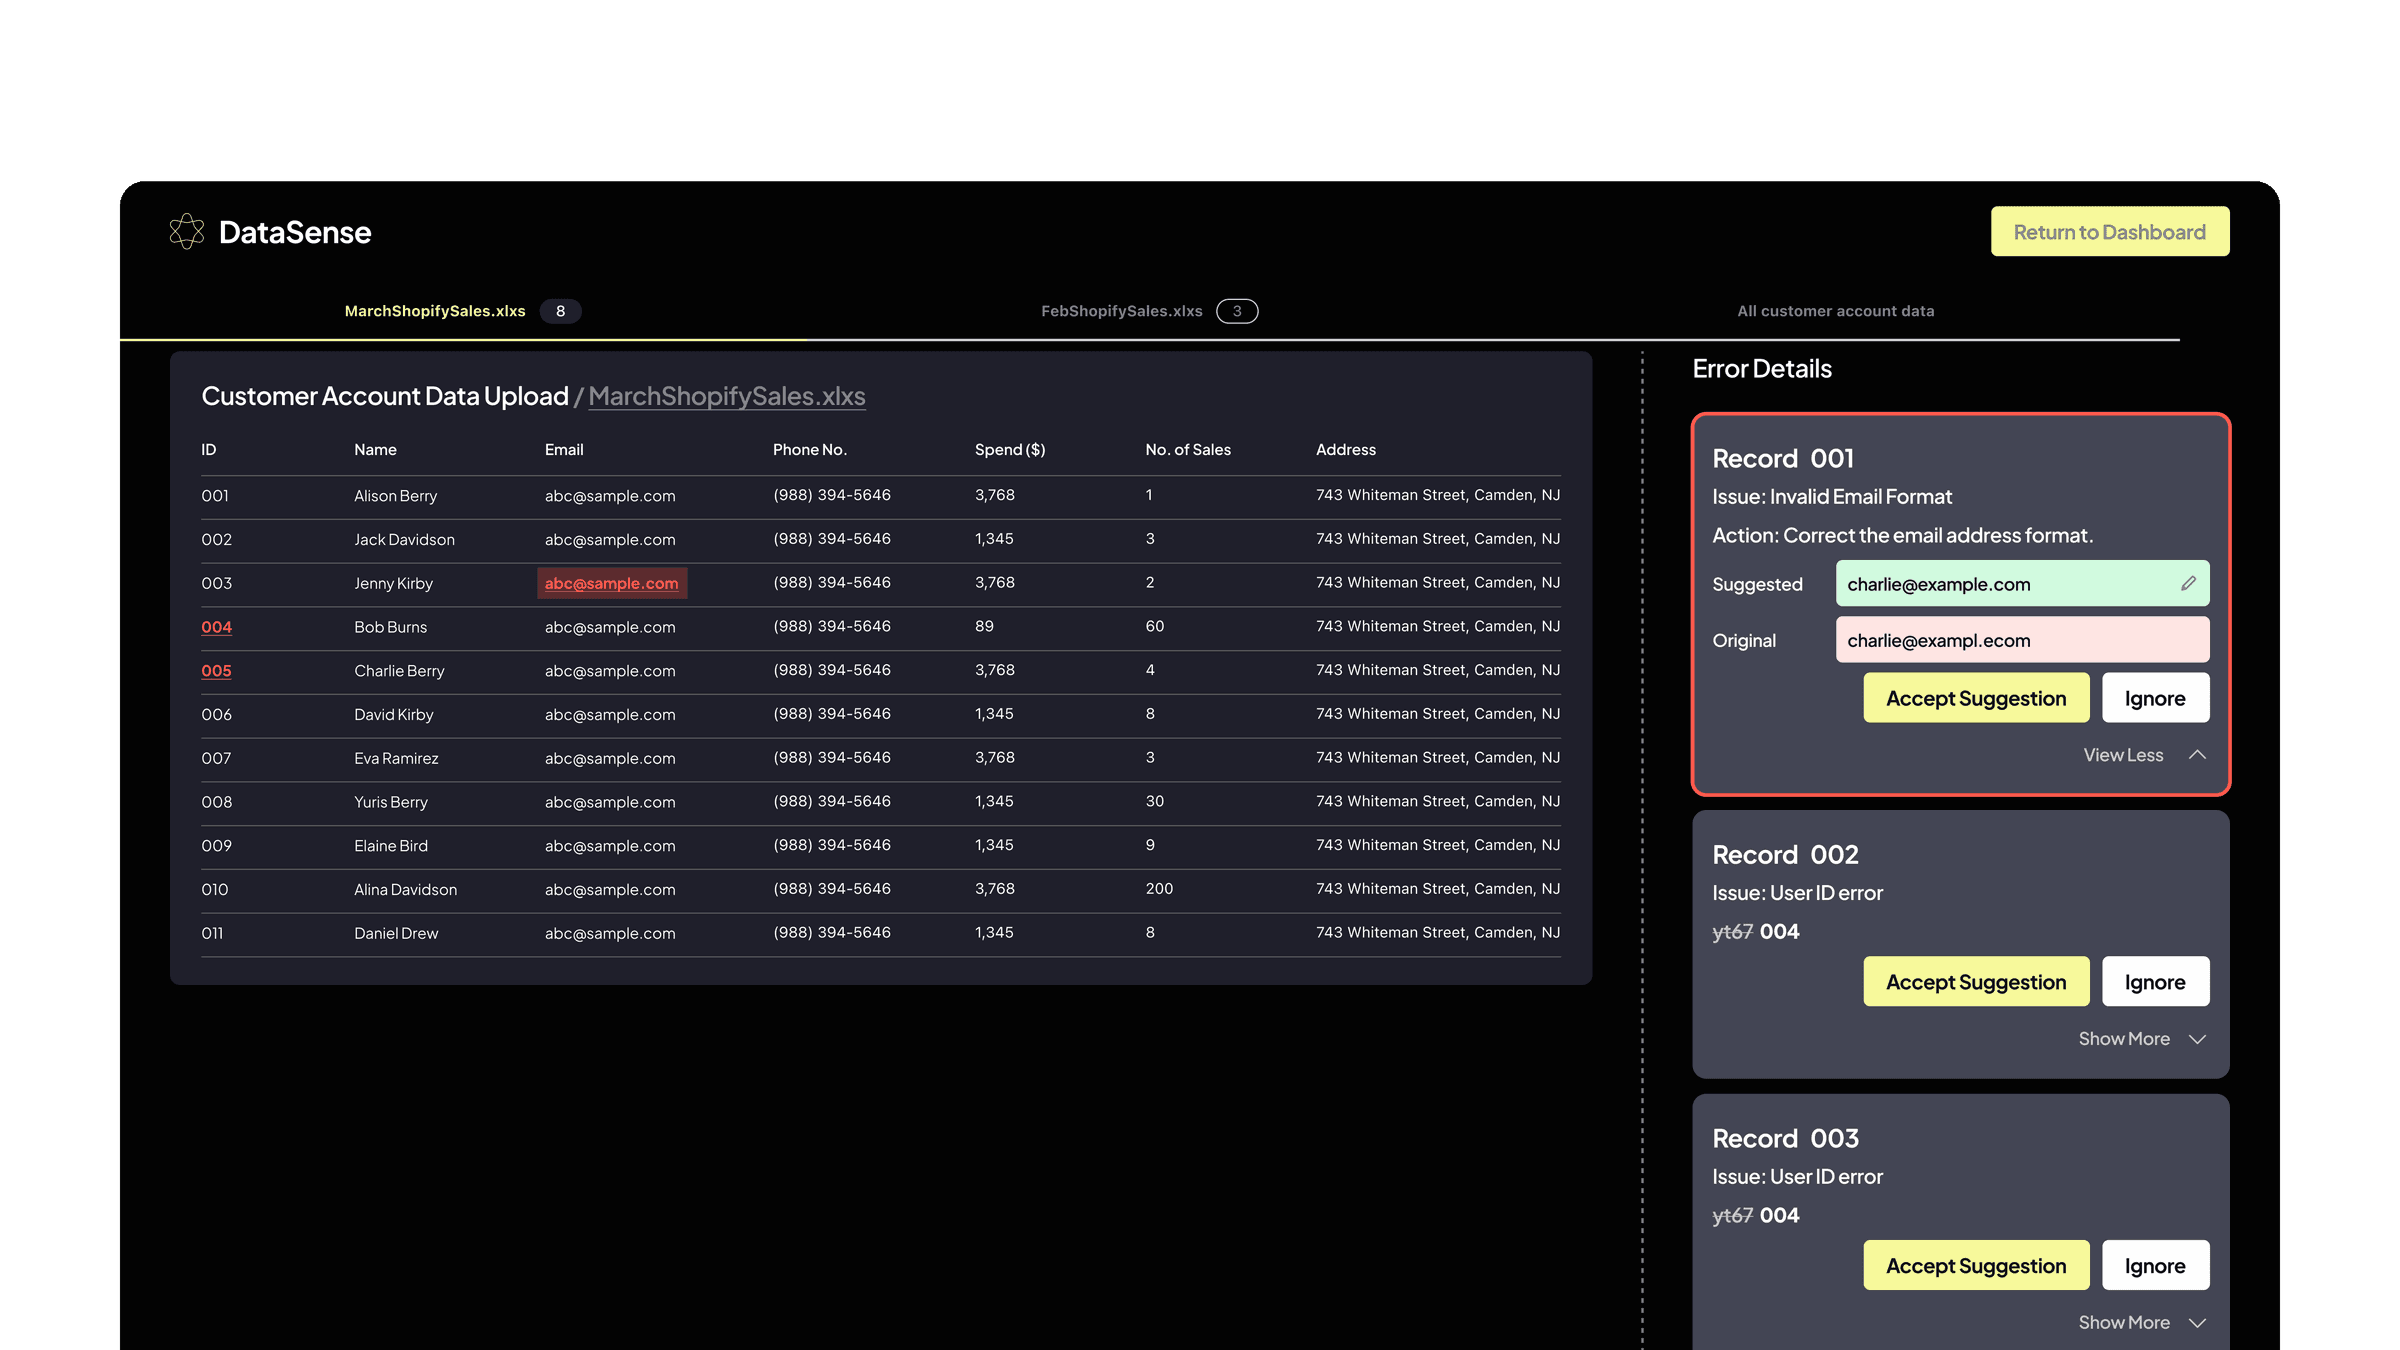 DataSense
Return to Dashboard
MarchShopifySales.xlxs 8
FebShopifySales.xlxs 3
All customer account data
Customer Account Data Upload / MarchShopifySales.xlxs
ID Name Email Phone No. Spend ($) No. of Sales Address
001 Alison Berry abc@sample.com (988) 394-5646 3,768 1 743 Whiteman Street, Camden, NJ
002 Jack Davidson abc@sample.com (988) 394-5646 1,345 3 743 Whiteman Street, Camden, NJ
003 Jenny Kirby abc@sample.com (988) 394-5646 3,768 2 743 Whiteman Street, Camden, NJ
004 Bob Burns abc@sample.com (988) 394-5646 89 60 743 Whiteman Street, Camden, NJ
005 Charlie Berry abc@sample.com (988) 394-5646 3,768 4 743 Whiteman Street, Camden, NJ
006 David Kirby abc@sample.com (988) 394-5646 1,345 8 743 Whiteman Street, Camden, NJ
007 Eva Ramirez abc@sample.com (988) 394-5646 3,768 3 743 Whiteman Street, Camden, NJ
008 Yuris Berry abc@sample.com (988) 394-5646 1,345 30 743 Whiteman Street, Camden, NJ
009 Elaine Bird abc@sample.com (988) 394-5646 1,345 9 743 Whiteman Street, Camden, NJ
010 Alina Davidson abc@sample.com (988) 394-5646 3,768 200 743 Whiteman Street, Camden, NJ
011 Daniel Drew abc@sample.com (988) 394-5646 1,345 8 743 Whiteman Street, Camden, NJ
Error Details
Record 001
Issue: Invalid Email Format
Action: Correct the email address format.
Suggested charlie@example.com
Original charlie@exampl.ecom
Accept Suggestion Ignore
View Less
Record 002
Issue: User ID error
yt67 004
Accept Suggestion Ignore
Show More
Record 003
Issue: User ID error
yt67 004
Accept Suggestion Ignore
Show More